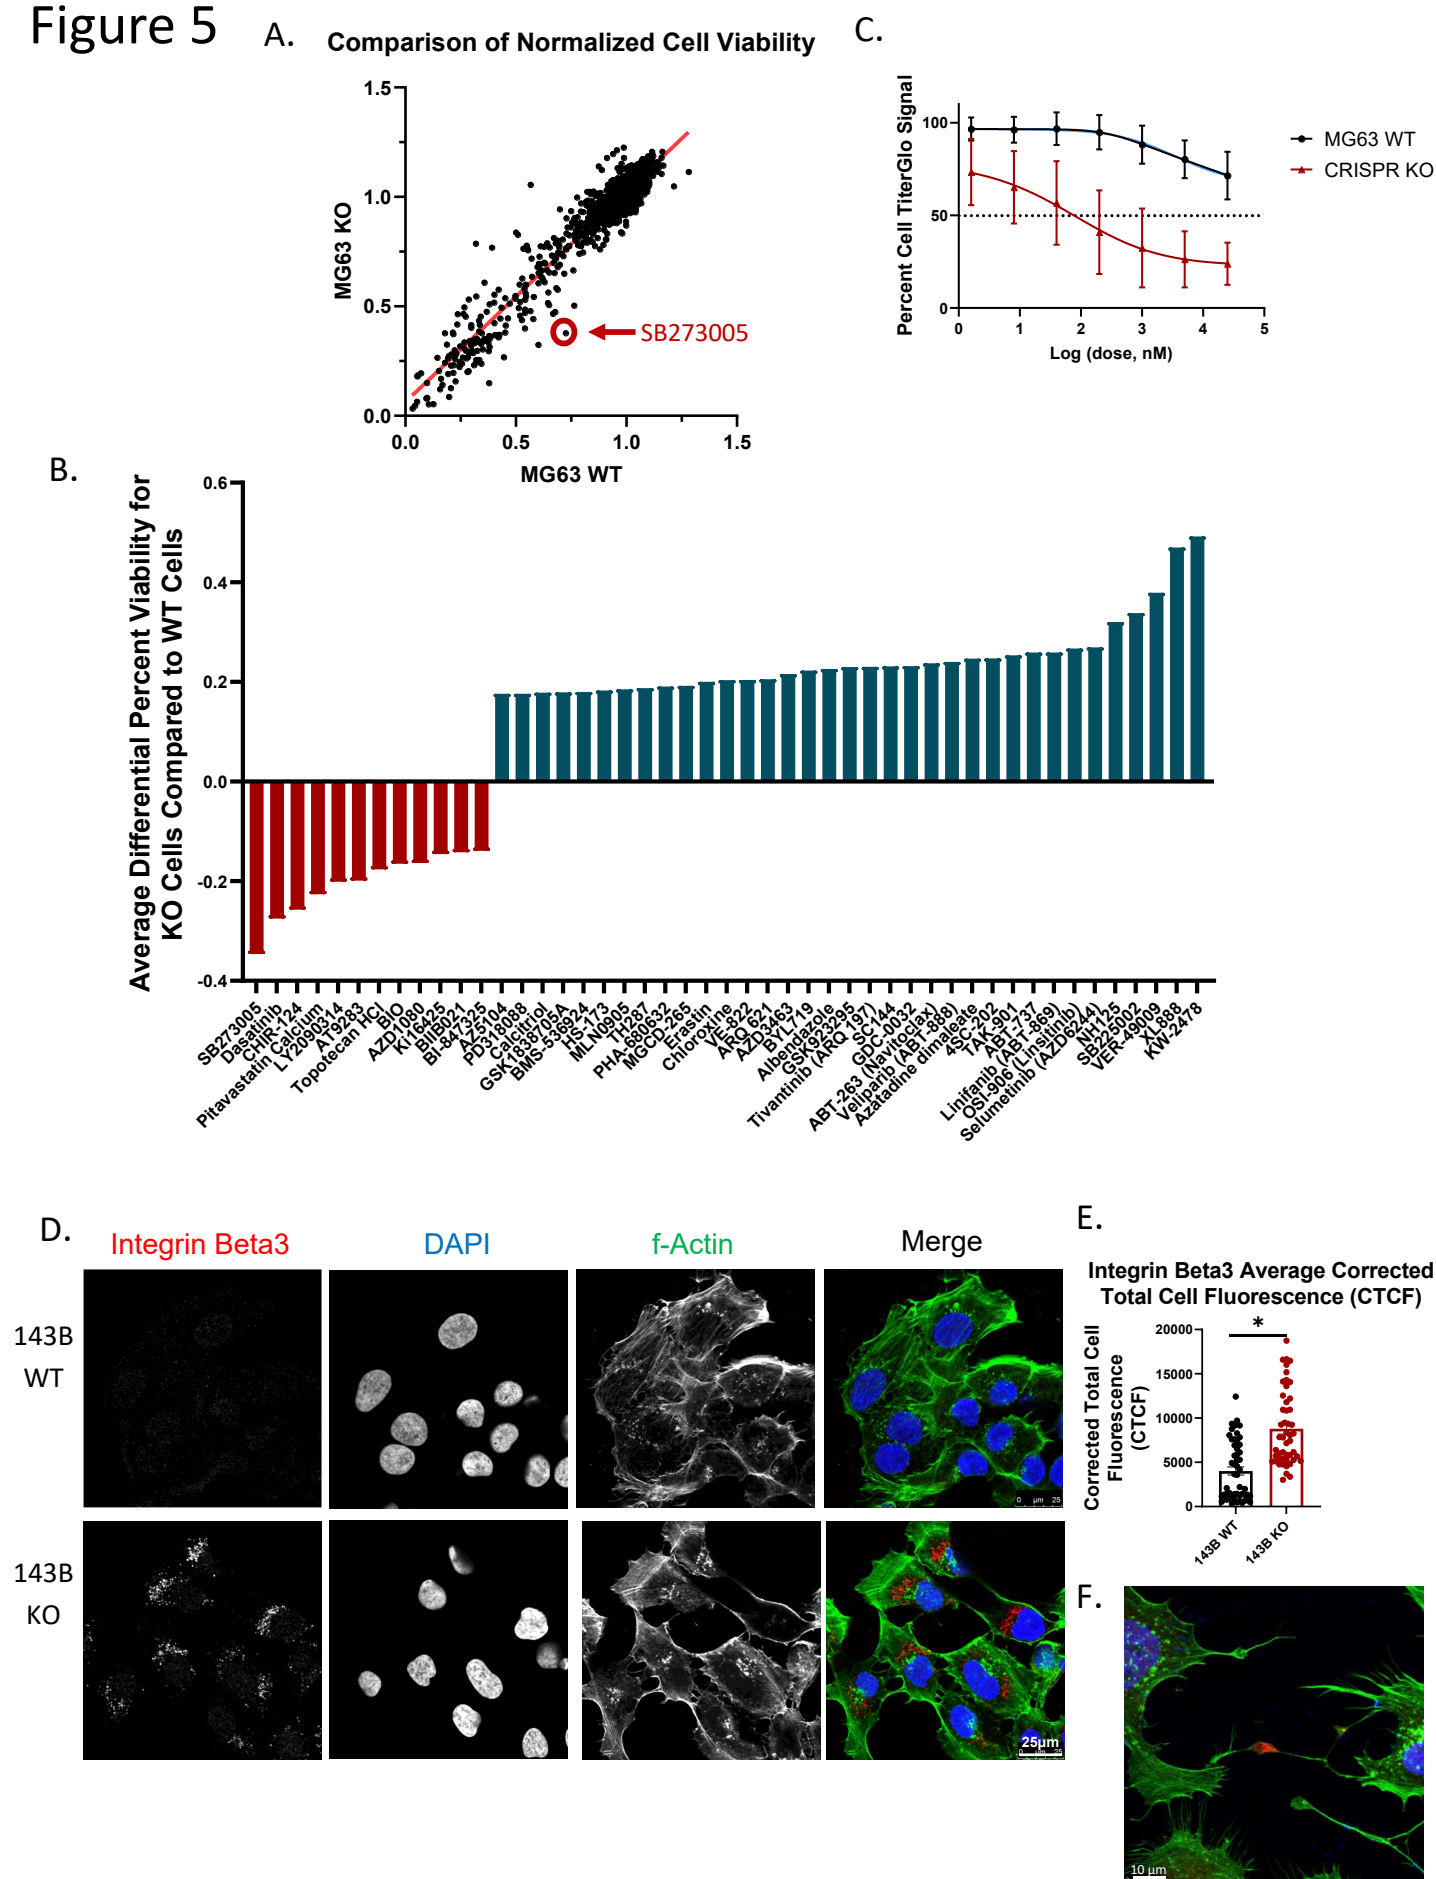 Figure 5
A.
Comparison of Normalized Cell Viability
MG63 KO
1.5
1.0
0.5
0.0
0.0 0.5 1.0 1.5
MG63 WT
SB273005
C.
Percent Cell TiterGlo Signal
100
50
0
0 1 2 3 4 5
Log (dose, nM)
MG63 WT
CRISPR KO
B.
Average Differential Percent Viability for
KO Cells Compared to WT Cells
0.6
0.4
0.2
0.0
-0.2
-0.4
SB273005
Dasatinib
CHIR-124
Pitavastatin Calcium
LY2090314
AT9283
Topotecan HCl
BIO
AZD1080
Ki16425
BIIB021
BI-847325
AZ5104
PD318088
Calcitriol
GSK1838705A
BMS-536924
HS-173
MLN0905
TH287
PHA-680632
MGCD-265
Erastin
Chloroxine
VE-822
ARQ 621
AZD3463
BYL719
Albendazole
GSK923295
Tivantinib (ARQ 197)
SC144
GDC-0032
ABT-263 (Navitoclax)
Veliparib (ABT-888)
Azatadine dimaleate
4SC-202
TAK-901
ABT-737
Linifanib (ABT-869)
OSI-906 (Linsitinib)
Selumetinib (AZD6244)
NH125
SB225002
VER-49009
XL888
KW-2478
D.
Integrin Beta3
DAPI
f-Actin
Merge
143B
WT
0 µm 25
143B
KO
25µm
0 µm 25
E.
Integrin Beta3 Average Corrected
Total Cell Fluorescence (CTCF)
Corrected Total Cell
Fluorescence
(CTCF)
20000
15000
10000
5000
0
*
143B WT
143B KO
F.
10 µm